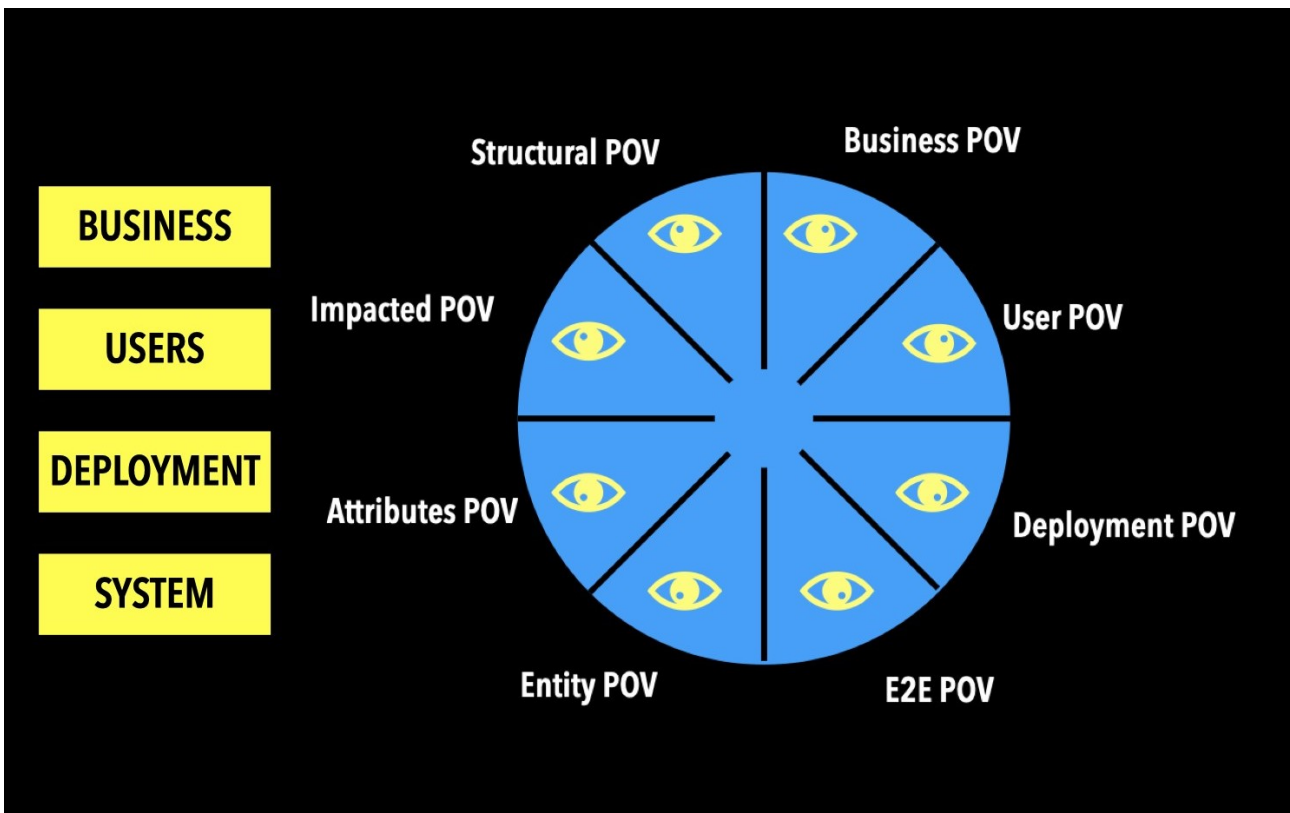 BUSINESS
USERS
DEPLOYMENT
SYSTEM
Structural POV
Business POV
Impacted POV
User POV
Attributes POV
Deployment POV
Entity POV
E2E POV